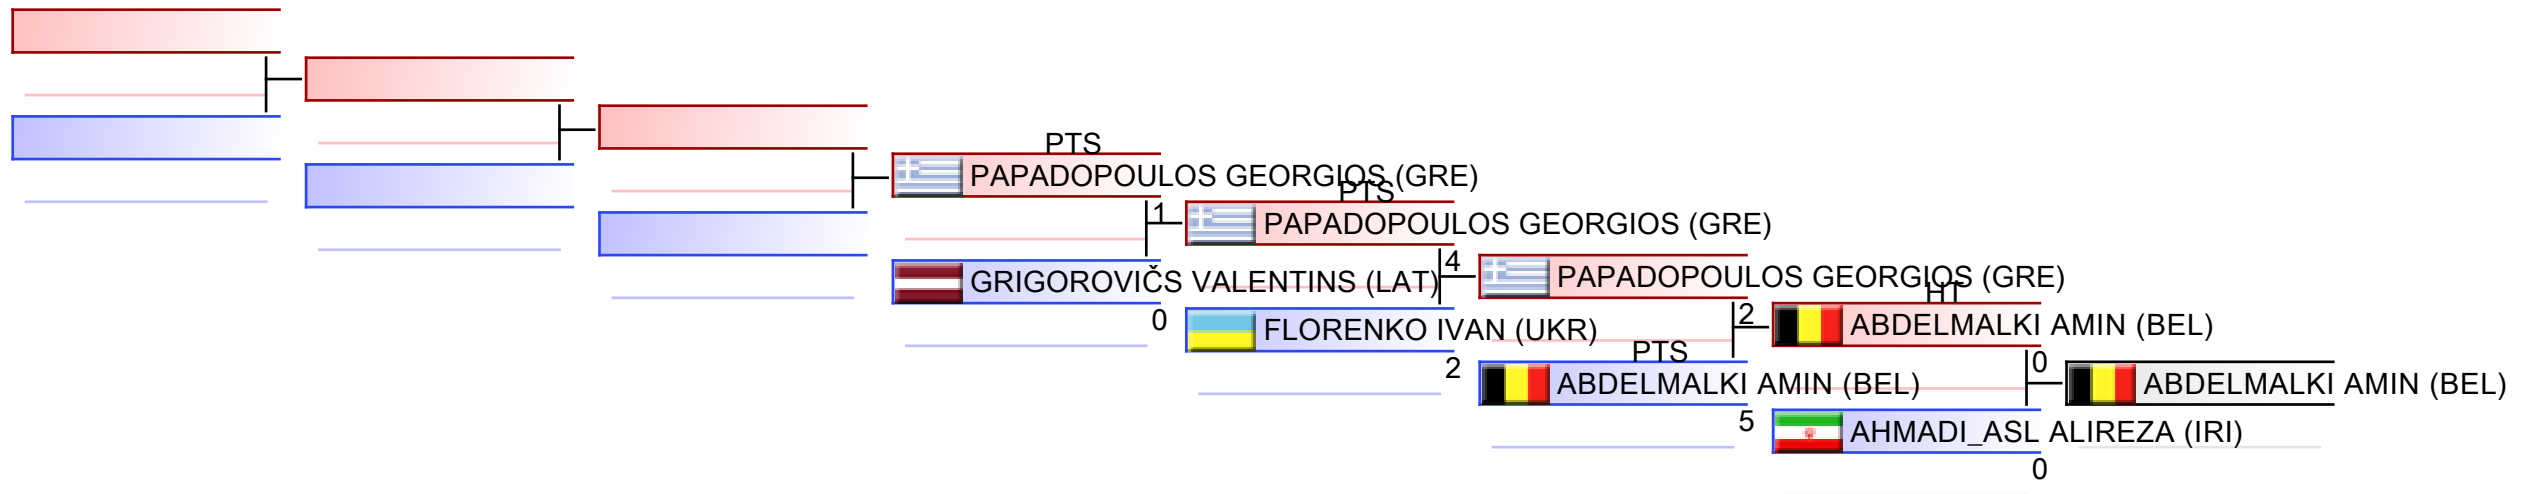 PTS
PAPADOPOULOS GEORGIOS (GRE)
1
GRIGOROVIČS VALENTINS (LAT)
0
PTS
PAPADOPOULOS GEORGIOS (GRE)
4
FLORENKO IVAN (UKR)
2
PAPADOPOULOS GEORGIOS (GRE)
2
PTS
ABDELMALKI AMIN (BEL)
5
HT
ABDELMALKI AMIN (BEL)
0
AHMADI_ASL ALIREZA (IRI)
0
ABDELMALKI AMIN (BEL)